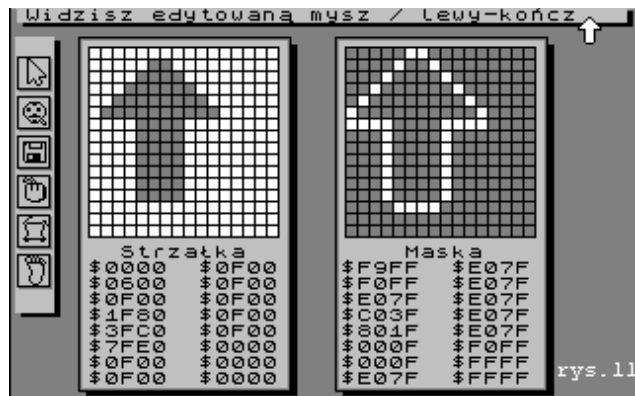 Widzisz edytowaną mysz / Lewy-kończ
Strzałka
$0000 $0F00
$0600 $0F00
$0F00 $0F00
$1F80 $0F00
$3FC0 $0F00
$7FE0 $0000
$0F00 $0000
$0F00 $0000
Maska
$F9FF $E07F
$F0FF $E07F
$E07F $E07F
$C03F $E07F
$801F $E07F
$000F $F0FF
$000F $FFFF
$E07F $FFFF
rys.11